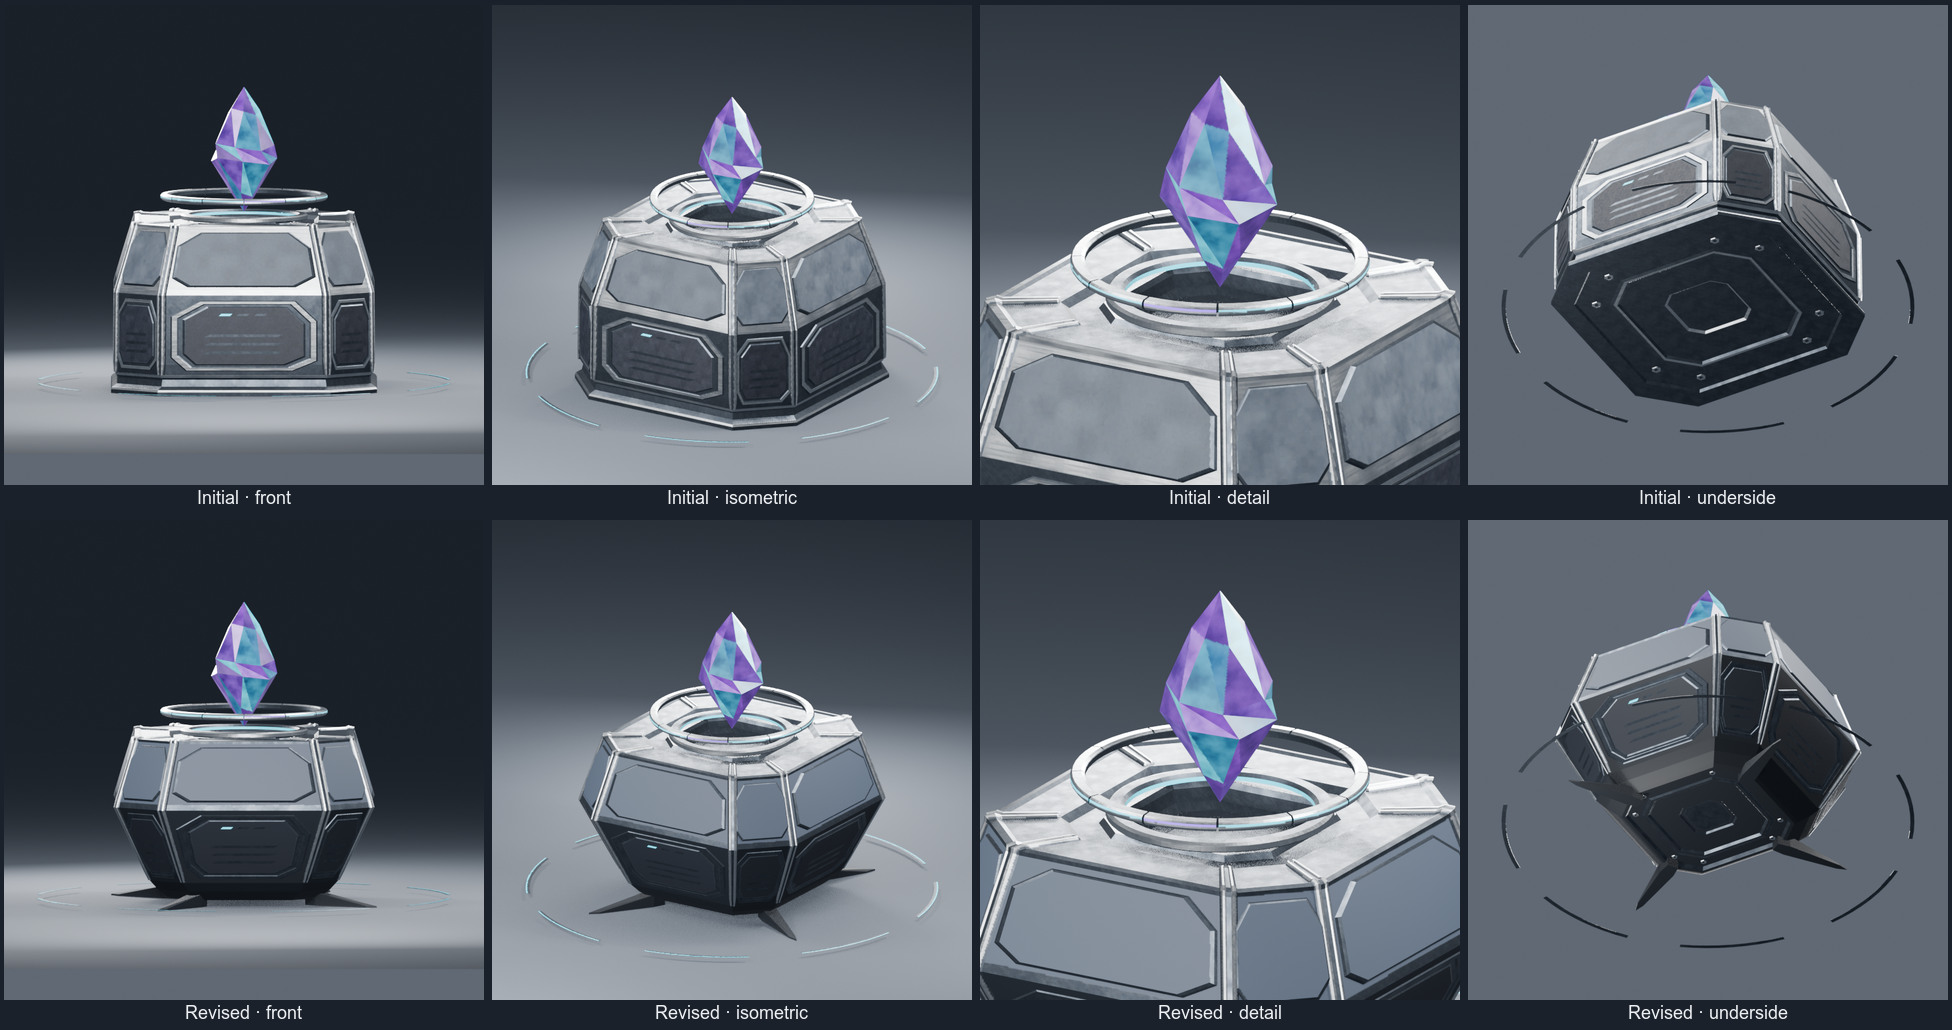 Initial · front
Initial · isometric
Initial · detail
Initial · underside
Revised · front
Revised · isometric
Revised · detail
Revised · underside